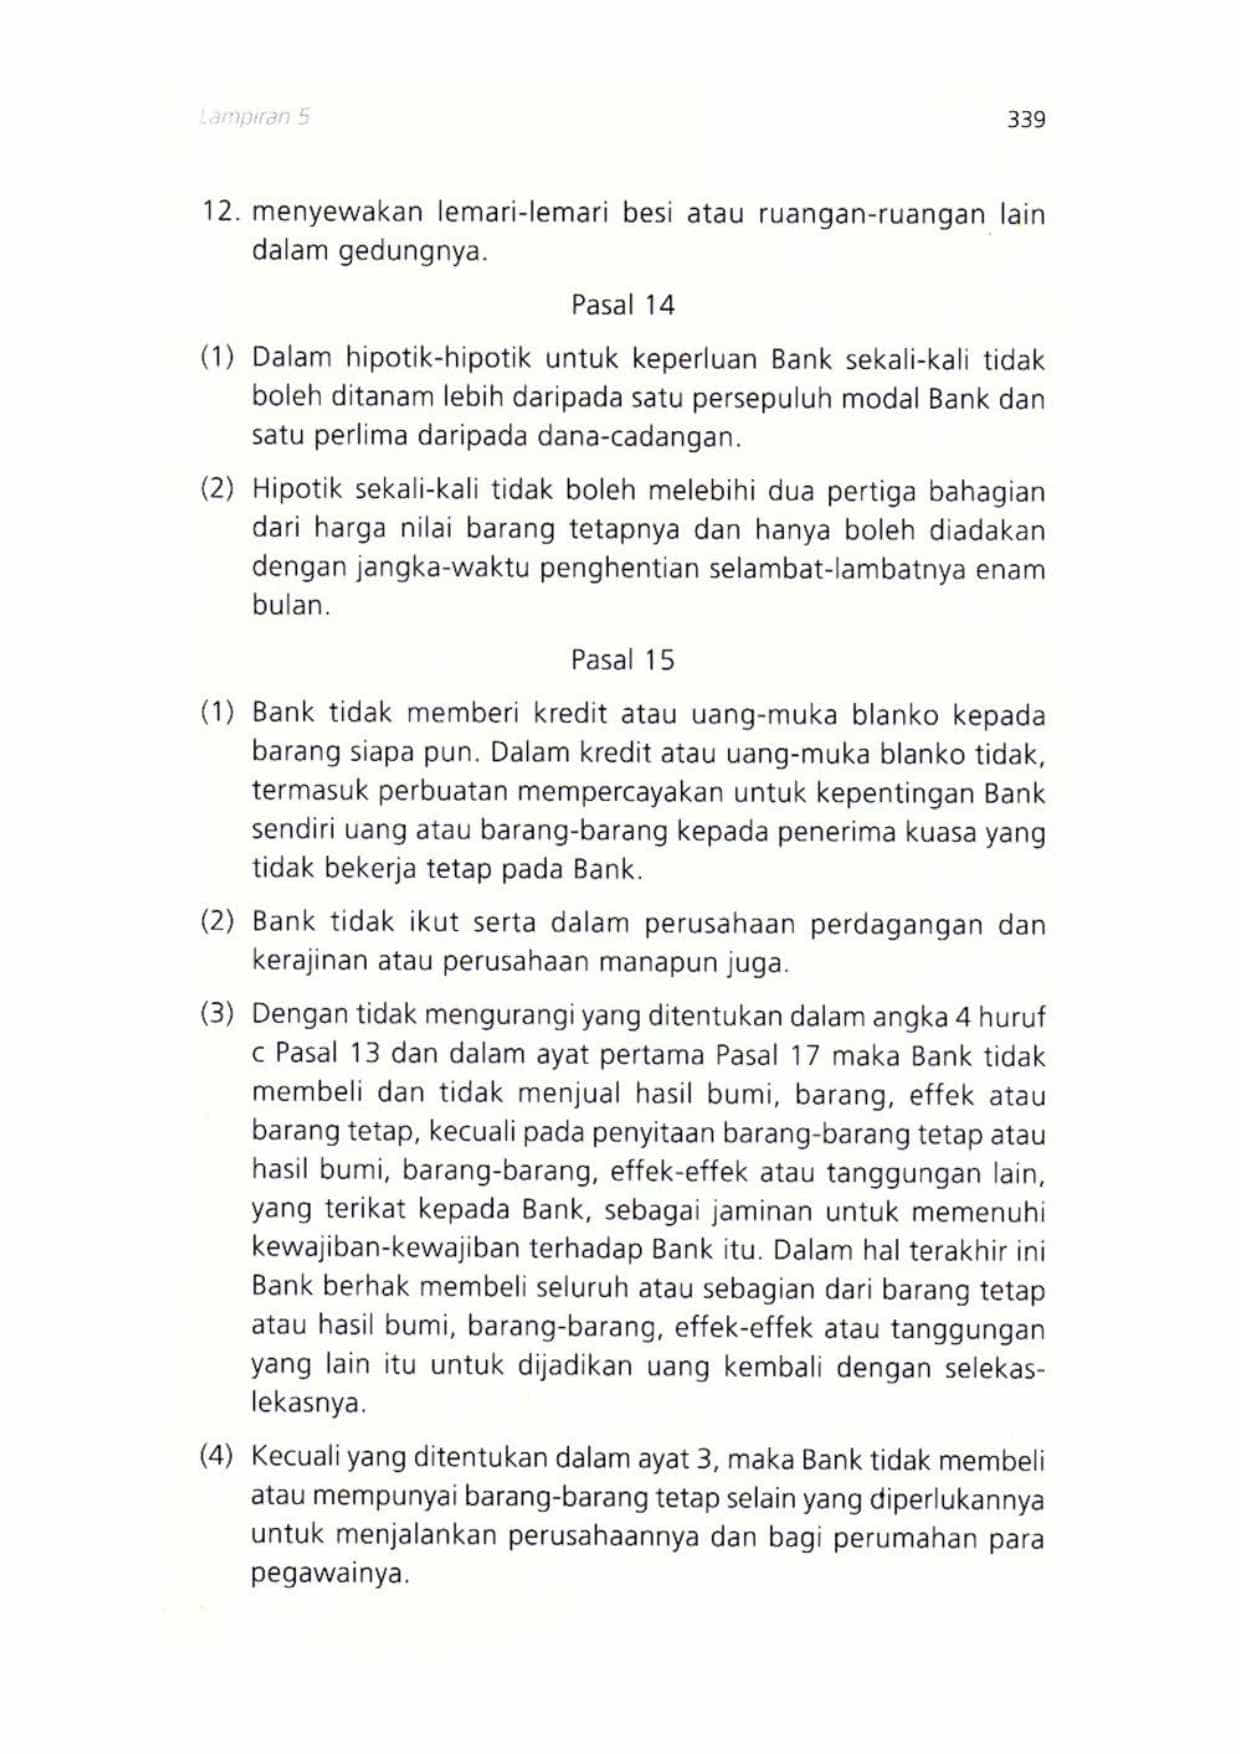 Lampiran 5
339
12. menyewakan lemari-lemari besi atau ruangan-ruangan lain
dalam gedungnya.
Pasal 14
(1) Dalam hipotik-hipotik untuk keperluan Bank sekali-kali tidak
boleh ditanam lebih daripada satu persepuluh modal Bank dan
satu perlima daripada dana-cadangan.
(2) Hipotik sekali-kali tidak boleh melebihi dua pertiga bahagian
dari harga nilai barang tetapnya dan hanya boleh diadakan
dengan jangka-waktu penghentian selambat-lambatnya enam
bulan.
Pasal 15
(1) Bank tidak memberi kredit atau uang-muka blanko kepada
barang siapa pun. Dalam kredit atau uang-muka blanko tidak,
termasuk perbuatan mempercayakan untuk kepentingan Bank
sendiri uang atau barang-barang kepada penerima kuasa yang
tidak bekerja tetap pada Bank.
(2) Bank tidak ikut serta dalam perusahaan perdagangan dan
kerajinan atau perusahaan manapun juga.
(3) Dengan tidak mengurangi yang ditentukan dalam angka 4 huruf
c Pasal 13 dan dalam ayat pertama Pasal 17 maka Bank tidak
membeli dan tidak menjual hasil bumi, barang, effek atau
barang tetap, kecuali pada penyitaan barang-barang tetap atau
hasil bumi, barang-barang, effek-effek atau tanggungan lain,
yang terikat kepada Bank, sebagai jaminan untuk memenuhi
kewajiban-kewajiban terhadap Bank itu. Dalam hal terakhir ini
Bank berhak membeli seluruh atau sebagian dari barang tetap
atau hasil bumi, barang-barang, effek-effek atau tanggungan
yang lain itu untuk dijadikan uang kembali dengan selekas-
lekasnya.
(4) Kecuali yang ditentukan dalam ayat 3, maka Bank tidak membeli
atau mempunyai barang-barang tetap selain yang diperlukannya
untuk menjalankan perusahaannya dan bagi perumahan para
pegawainya.